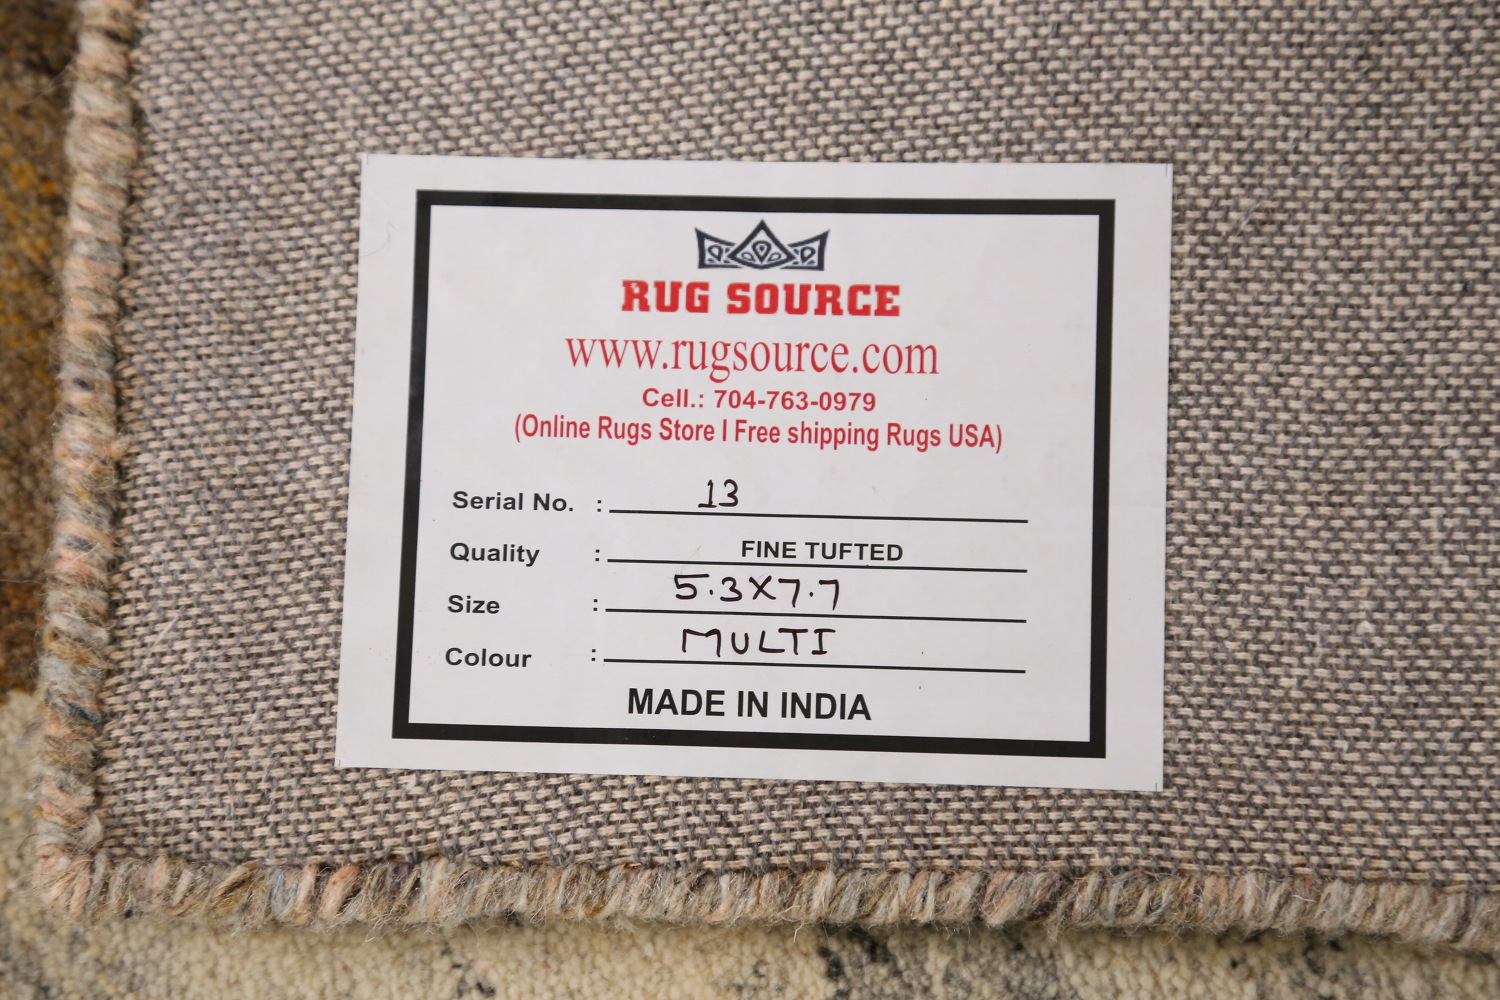 RUG SOURCE
www.rugsource.com
Cell.: 704-763-0979
(Online Rugs Store I Free shipping Rugs USA)
Serial No. : 13
Quality : FINE TUFTED
Size : 5.3X7.7
Colour : MULTI
MADE IN INDIA